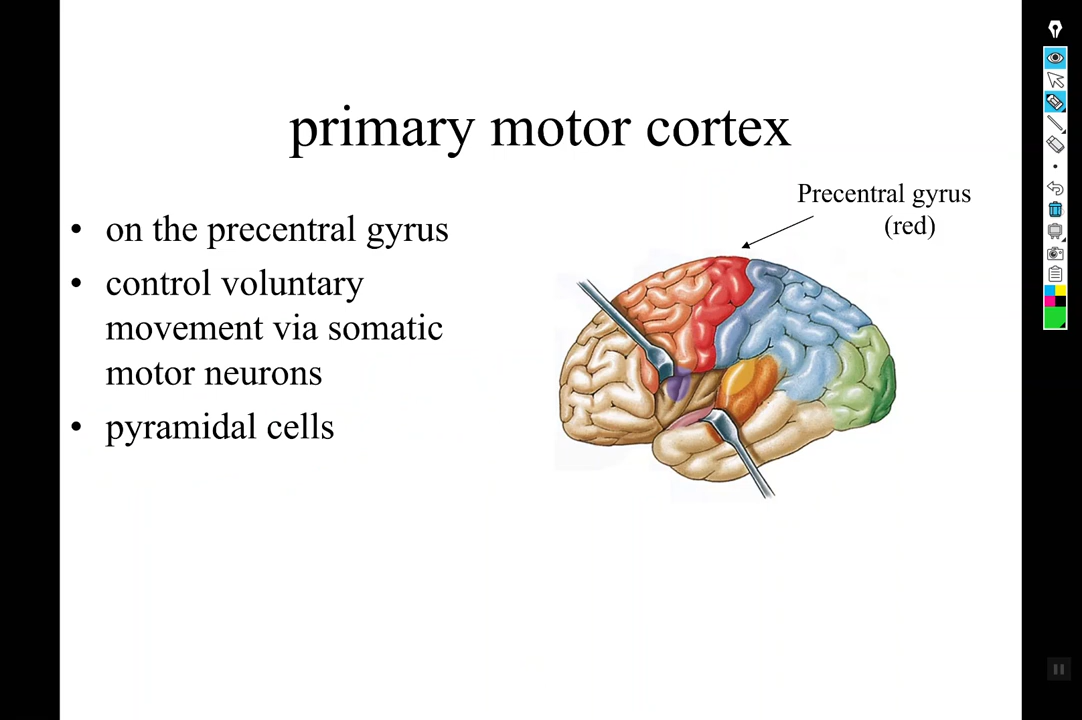 primary motor cortex
Precentral gyrus
(red)
• on the precentral gyrus
• control voluntary
movement via somatic
motor neurons
• pyramidal cells